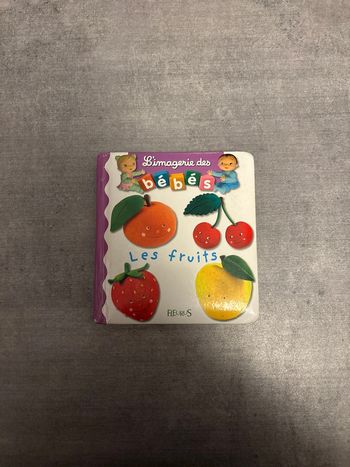 L'imagerie des
bébés
Les fruits
FLEURUS